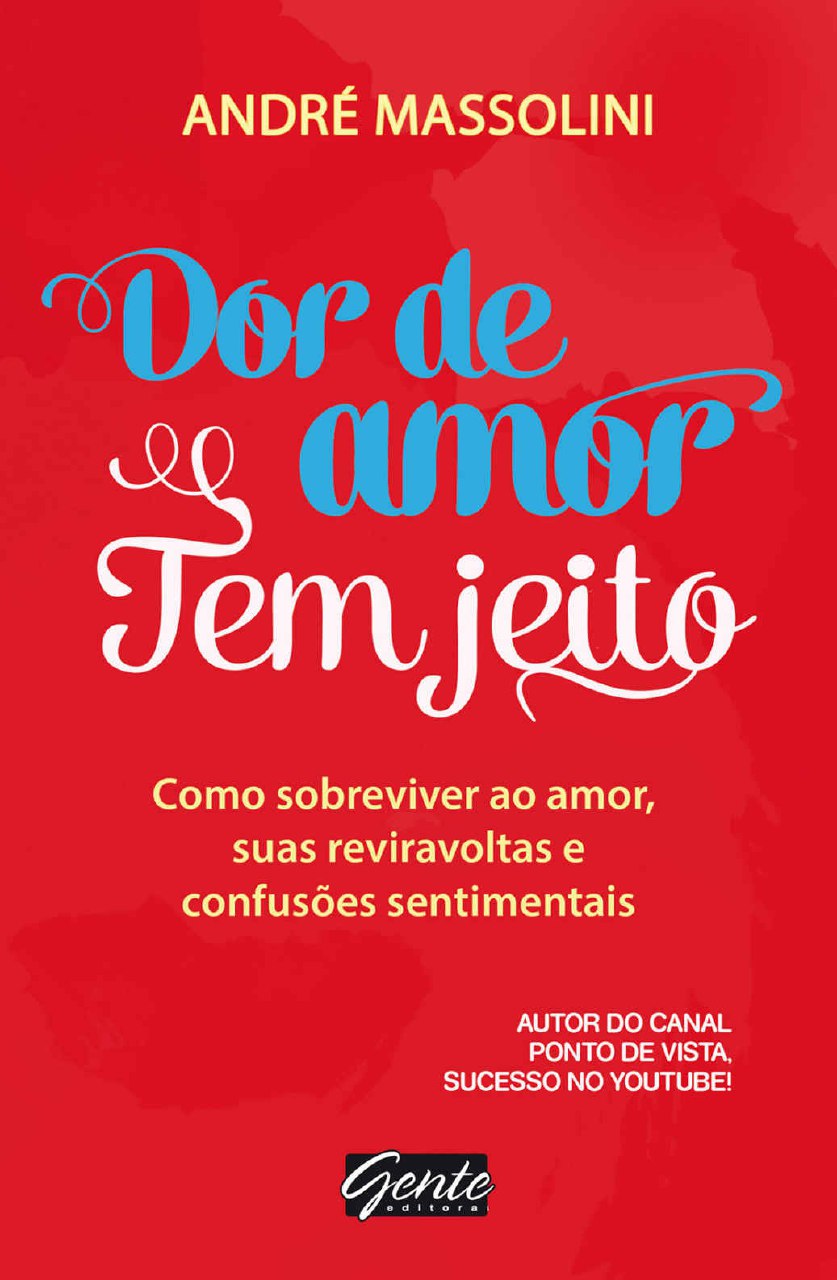 ANDRÉ MASSOLINI
Dor de
amor
Tem jeito
Como sobreviver ao amor,
suas reviravoltas e
confusões sentimentais
AUTOR DO CANAL
PONTO DE VISTA,
SUCESSO NO YOUTUBE!
Gente
editora